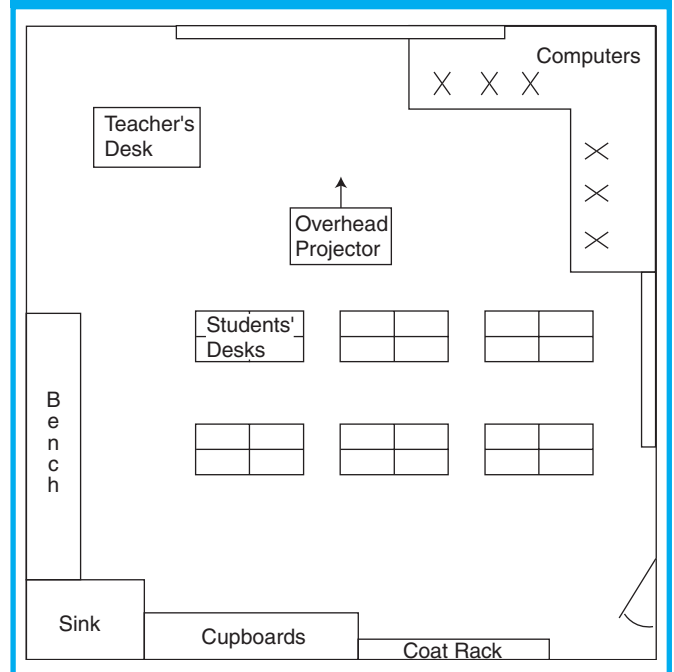 Computers
Teacher's
Desk
Overhead
Projector
Students'
Desks
B
e
n
c
h
Sink
Cupboards
Coat Rack